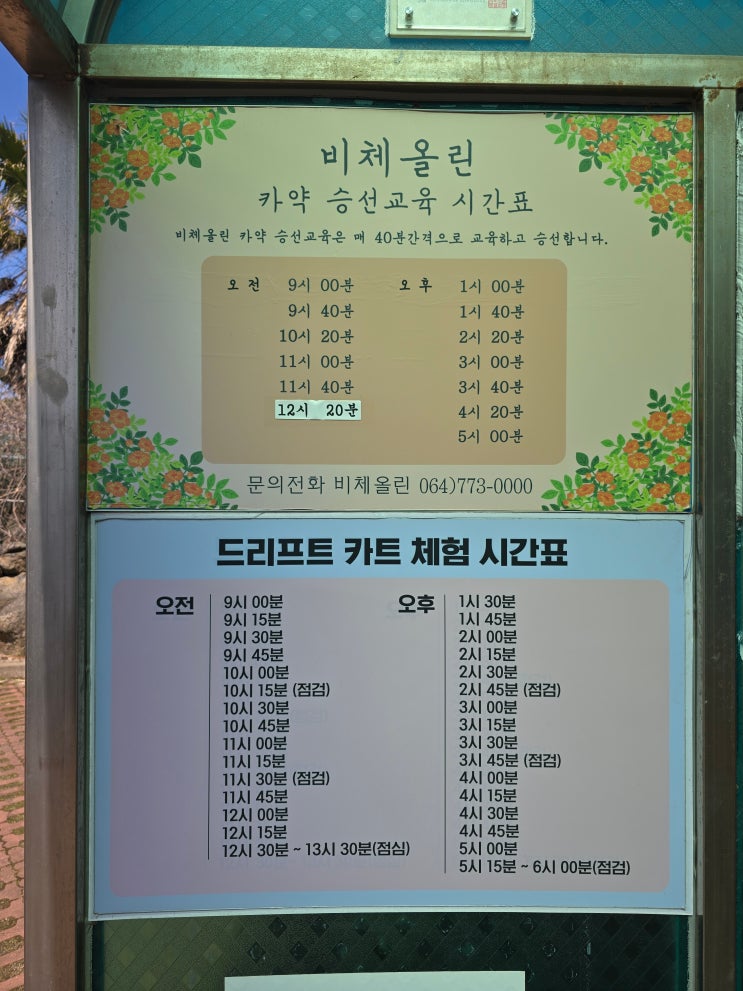 비체올린
카약 승선교육 시간표
비체올린 카약 승선교육은 매 40분간격으로 교육하고 승선합니다.
오전 9시 00분
9시 40분
10시 20분
11시 00분
11시 40분
12시 20분
오후 1시 00분
1시 40분
2시 20분
3시 00분
3시 40분
4시 20분
5시 00분
문의전화 비체올린 064)773-0000
드리프트 카트 체험 시간표
오전 9시 00분
9시 15분
9시 30분
9시 45분
10시 00분
10시 15분 (점검)
10시 30분
10시 45분
11시 00분
11시 15분
11시 30분 (점검)
11시 45분
12시 00분
12시 15분
12시 30분 ~ 13시 30분(점심)
오후 1시 30분
1시 45분
2시 00분
2시 15분
2시 30분
2시 45분 (점검)
3시 00분
3시 15분
3시 30분
3시 45분 (점검)
4시 00분
4시 15분
4시 30분
4시 45분
5시 00분
5시 15분 ~ 6시 00분(점검)